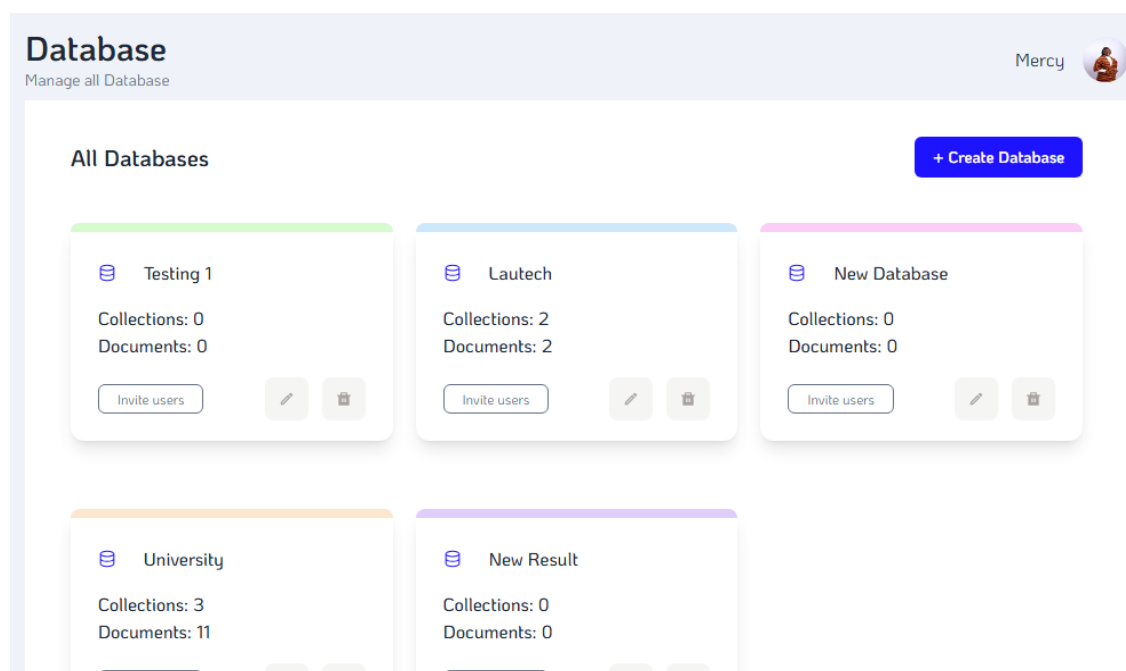 Database
Manage all Database
Mercy
All Databases
+ Create Database
Testing 1
Collections: 0
Documents: 0
Invite users
Lautech
Collections: 2
Documents: 2
Invite users
New Database
Collections: 0
Documents: 0
Invite users
University
Collections: 3
Documents: 11
New Result
Collections: 0
Documents: 0